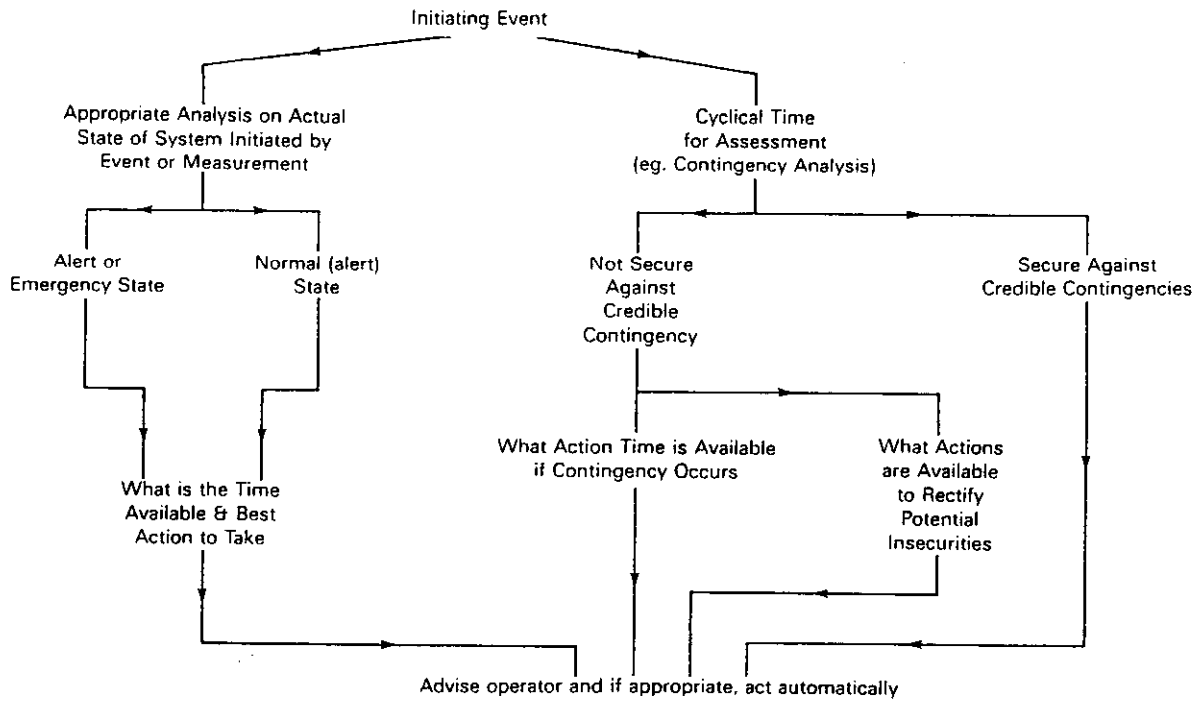 Initiating Event
Appropriate Analysis on Actual
State of System Initiated by
Event or Measurement
Cyclical Time
for Assessment
(eg. Contingency Analysis)
Alert or
Emergency State
Normal (alert)
State
Not Secure
Against
Credible
Contingency
Secure Against
Credible Contingencies
What Action Time is Available
if Contingency Occurs
What Actions
are Available
to Rectify
Potential
Insecurities
What is the Time
Available & Best
Action to Take
Advise operator and if appropriate, act automatically